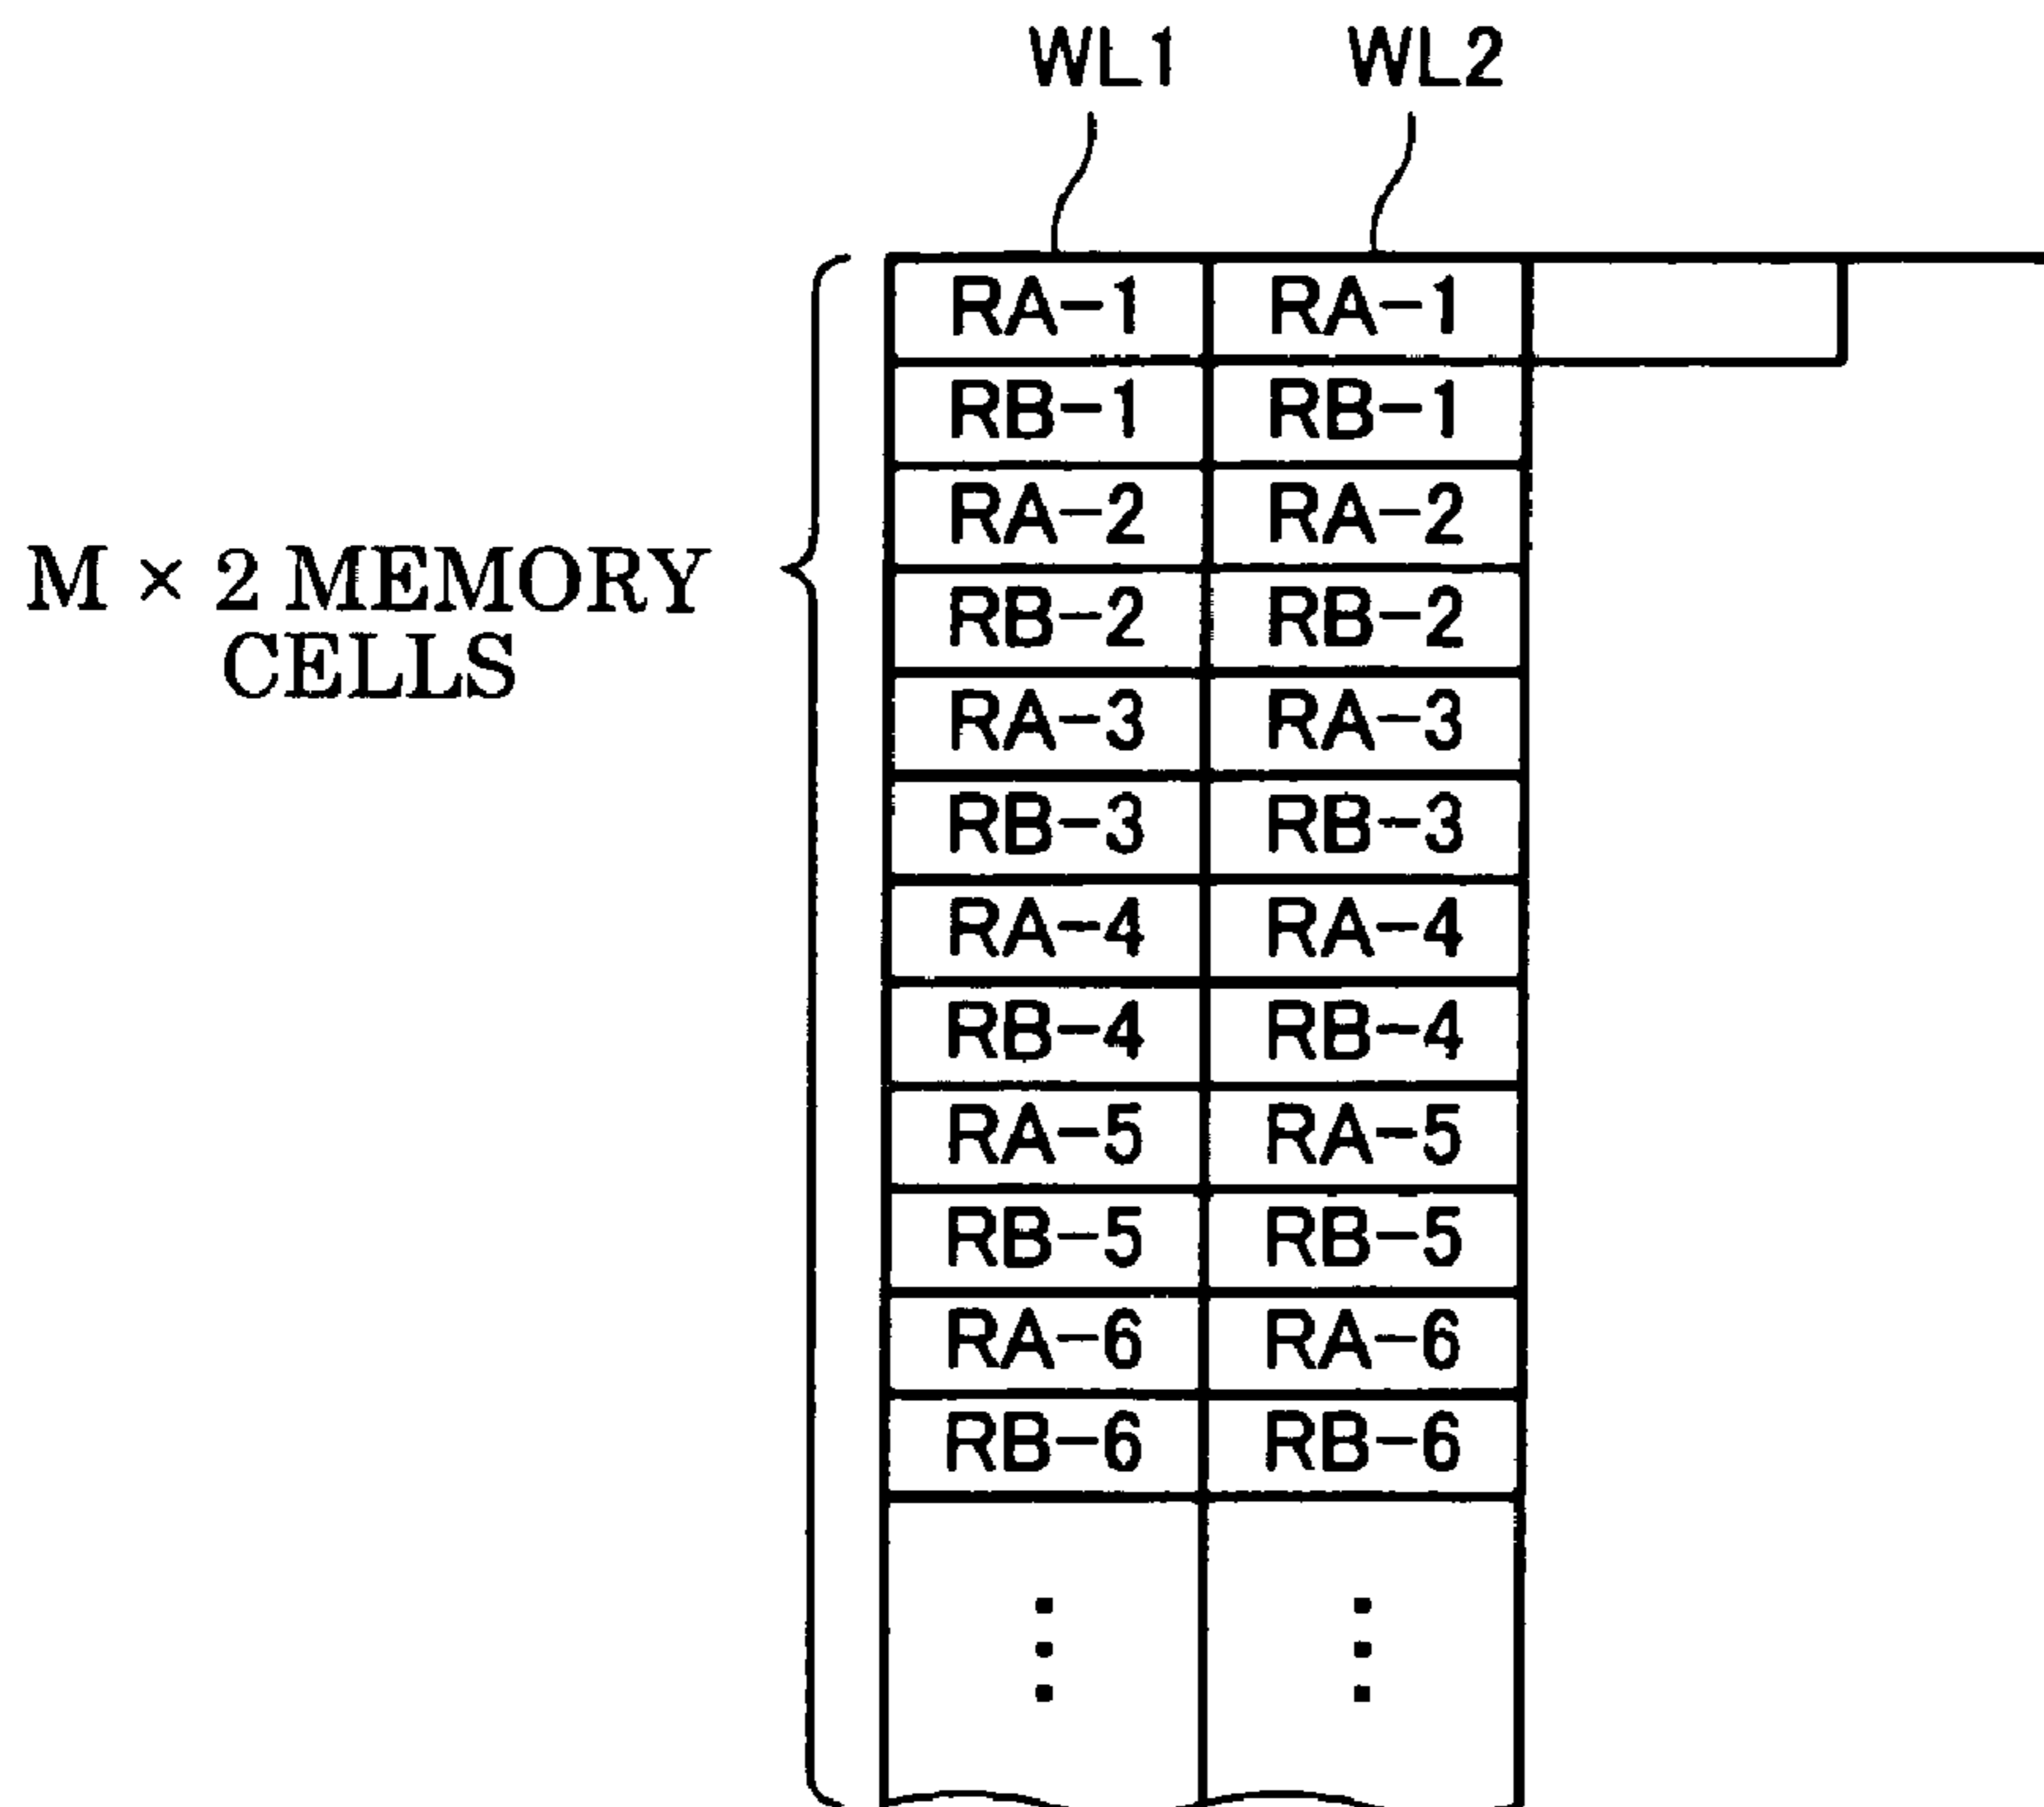 WL1 WL2
RA-1 RA-1
RB-1 RB-1
RA-2 RA-2
M × 2 MEMORY
CELLS
RB-2 RB-2
RA-3 RA-3
RB-3 RB-3
RA-4 RA-4
RB-4 RB-4
RA-5 RA-5
RB-5 RB-5
RA-6 RA-6
RB-6 RB-6